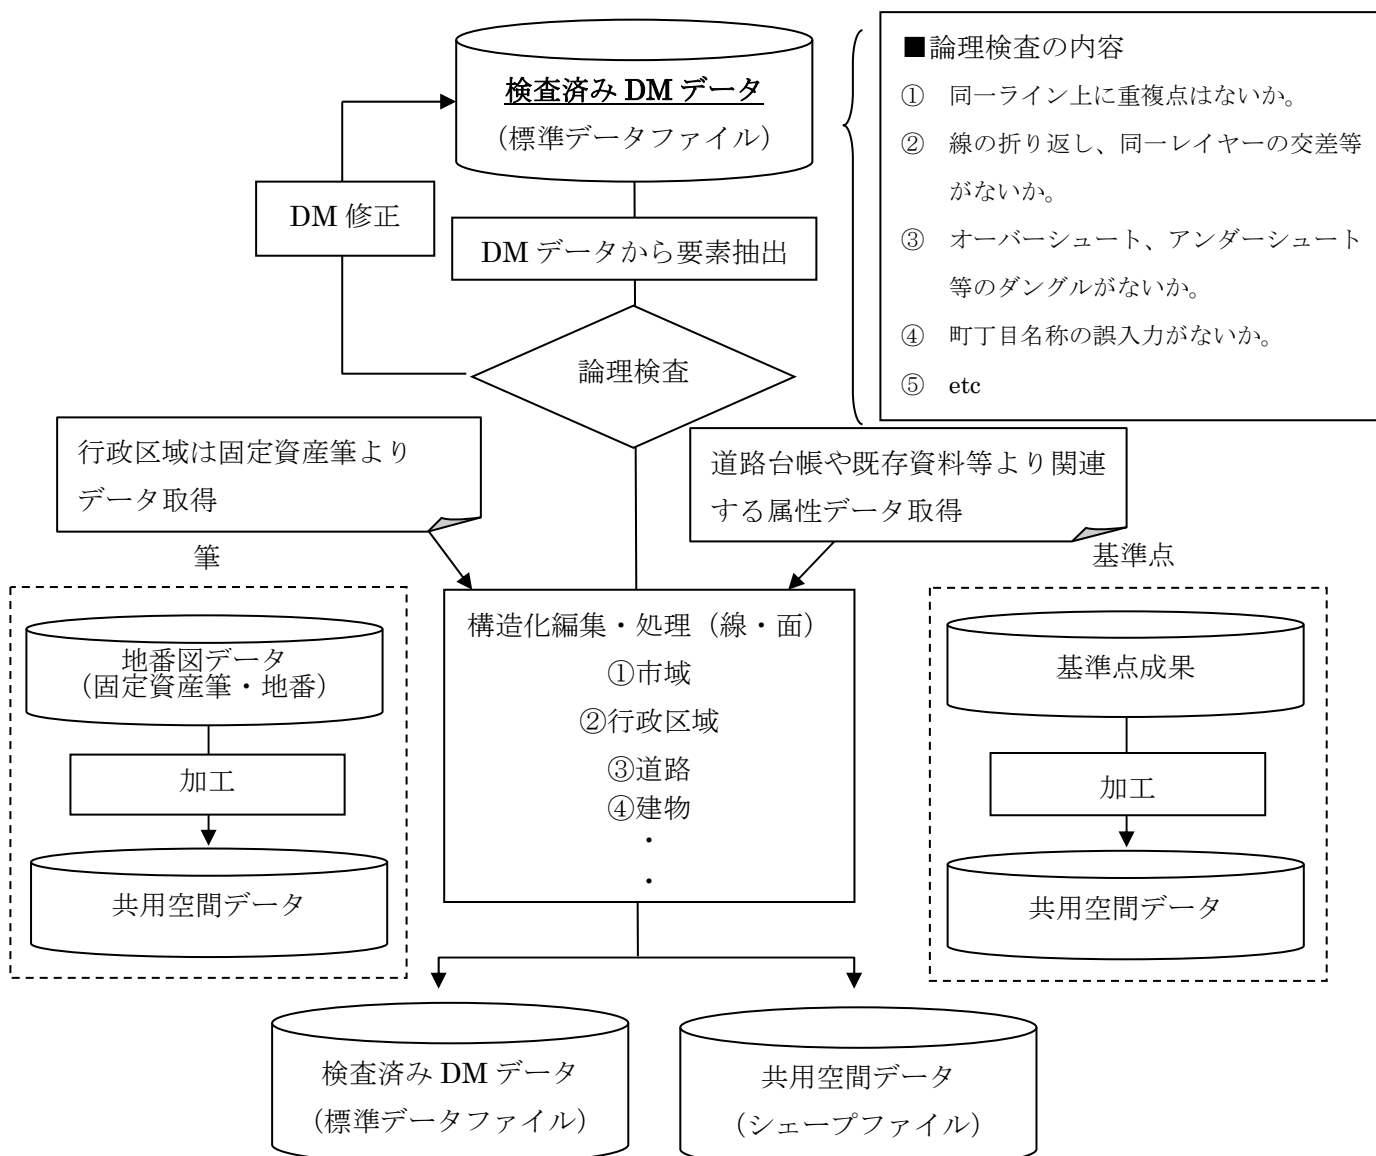 検査済み DM データ
（標準データファイル）
■論理検査の内容
① 同一ライン上に重複点はないか。
② 線の折り返し、同一レイヤーの交差等
がないか。
③ オーバーシュート、アンダーシュート
等のダングルがないか。
④ 町丁目名称の誤入力がないか。
⑤ etc
DM 修正
DM データから要素抽出
論理検査
行政区域は固定資産筆より
データ取得
道路台帳や既存資料等より関連
する属性データ取得
筆
地番図データ
（固定資産筆・地番）
加工
共用空間データ
構造化編集・処理（線・面）
①市域
②行政区域
③道路
④建物
・
・
基準点
基準点成果
加工
共用空間データ
検査済み DM データ
（標準データファイル）
共用空間データ
（シェープファイル）